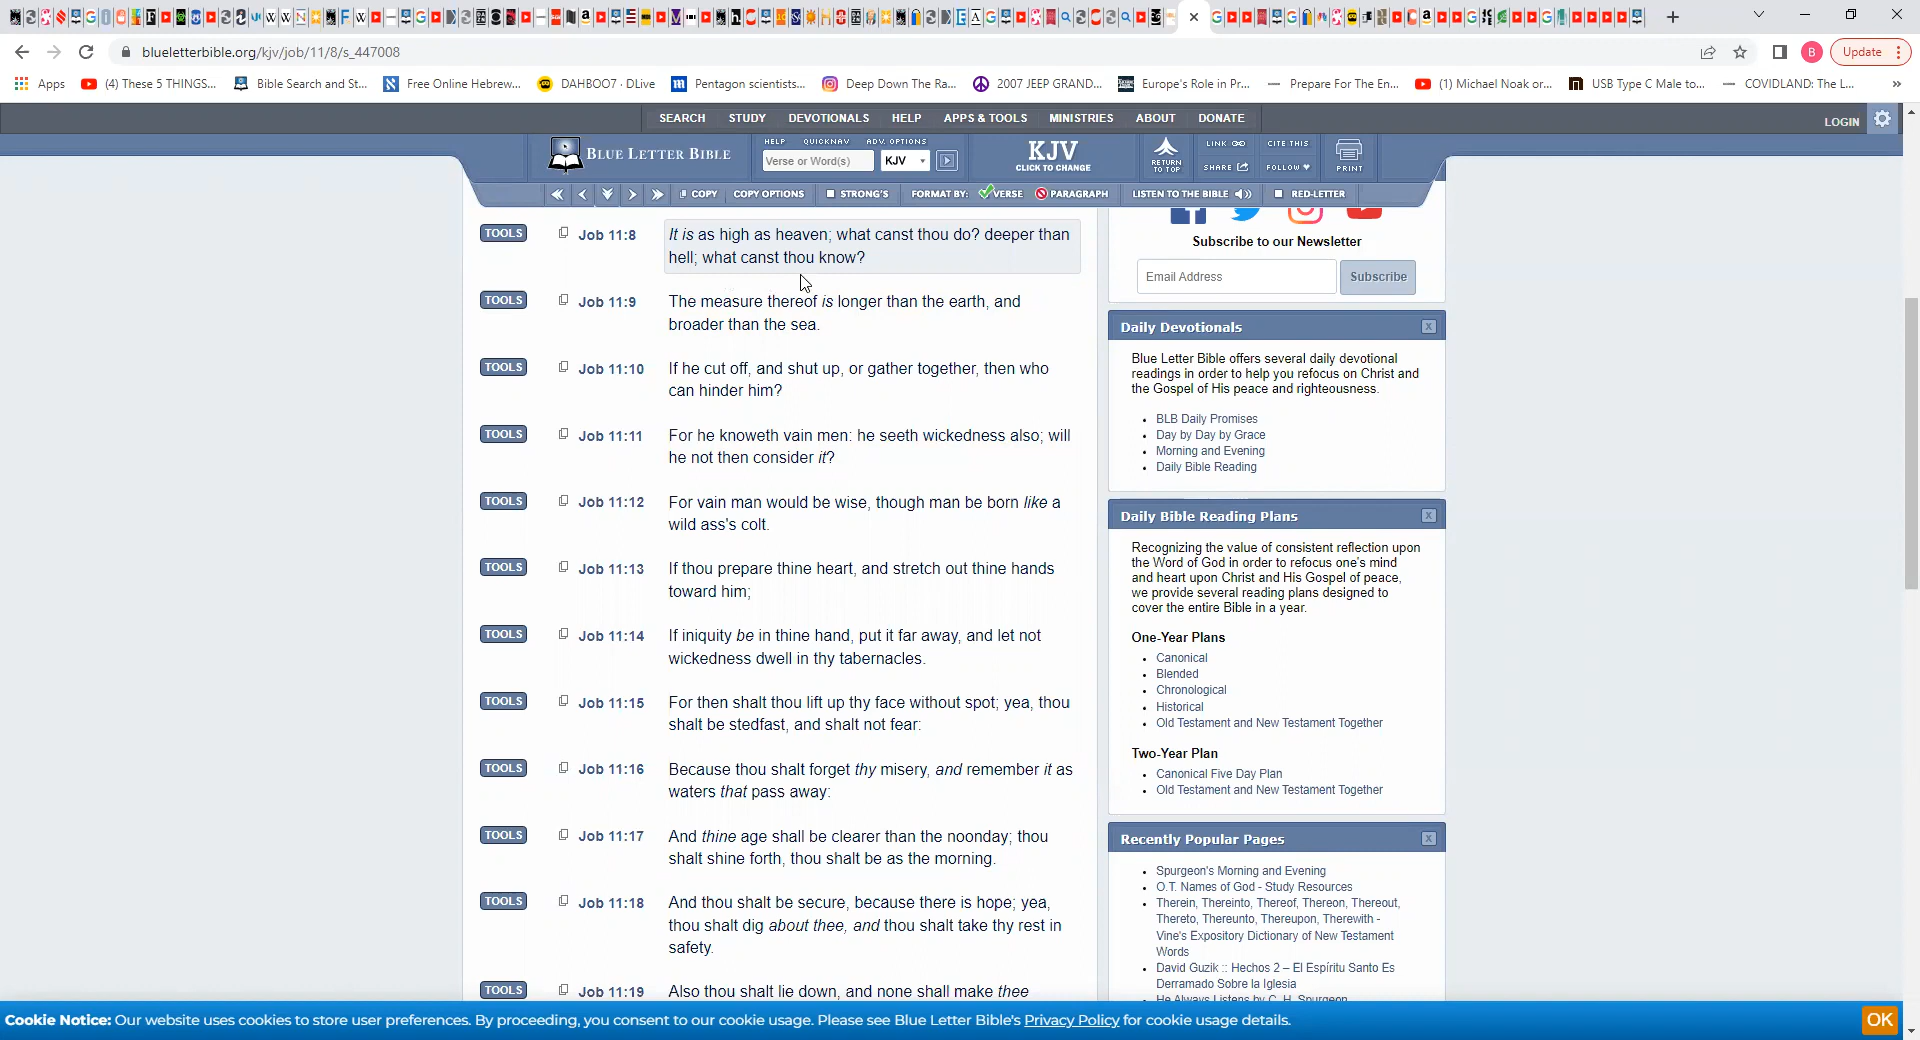 blueletterbible.org/kjv/job/11/8/s_447008
Update
Apps
(4) These 5 THINGS...
Bible Search and St...
Free Online Hebrew...
DAHBOO7 · DLive
Pentagon scientists...
Deep Down The Ra...
2007 JEEP GRAND...
Europe's Role in Pr...
Prepare For The En...
(1) Michael Noak or...
USB Type C Male to...
COVIDLAND: The L...
SEARCH STUDY DEVOTIONALS HELP APPS & TOOLS MINISTRIES ABOUT DONATE
LOGIN
BLUE LETTER BIBLE
HELP QUICKNAV ADV. OPTIONS
Verse or Word(s)
KJV
KJV
CLICK TO CHANGE
RETURN
TO TOP
LINK
SHARE
CITE THIS
FOLLOW
PRINT
COPY COPY OPTIONS STRONG'S FORMAT BY: VERSE PARAGRAPH LISTEN TO THE BIBLE RED-LETTER
TOOLS Job 11:8 It is as high as heaven; what canst thou do? deeper than
hell; what canst thou know?
TOOLS Job 11:9 The measure thereof is longer than the earth, and
broader than the sea.
TOOLS Job 11:10 If he cut off, and shut up, or gather together, then who
can hinder him?
TOOLS Job 11:11 For he knoweth vain men: he seeth wickedness also; will
he not then consider it?
TOOLS Job 11:12 For vain man would be wise, though man be born like a
wild ass's colt.
TOOLS Job 11:13 If thou prepare thine heart, and stretch out thine hands
toward him;
TOOLS Job 11:14 If iniquity be in thine hand, put it far away, and let not
wickedness dwell in thy tabernacles.
TOOLS Job 11:15 For then shalt thou lift up thy face without spot; yea, thou
shalt be stedfast, and shalt not fear:
TOOLS Job 11:16 Because thou shalt forget thy misery, and remember it as
waters that pass away:
TOOLS Job 11:17 And thine age shall be clearer than the noonday; thou
shalt shine forth, thou shalt be as the morning.
TOOLS Job 11:18 And thou shalt be secure, because there is hope; yea,
thou shalt dig about thee, and thou shalt take thy rest in
safety.
TOOLS Job 11:19 Also thou shalt lie down, and none shall make thee
Subscribe to our Newsletter
Email Address
Subscribe
Daily Devotionals
Blue Letter Bible offers several daily devotional
readings in order to help you refocus on Christ and
the Gospel of His peace and righteousness.
BLB Daily Promises
Day by Day by Grace
Morning and Evening
Daily Bible Reading
Daily Bible Reading Plans
Recognizing the value of consistent reflection upon
the Word of God in order to refocus one's mind
and heart upon Christ and His Gospel of peace,
we provide several reading plans designed to
cover the entire Bible in a year.
One-Year Plans
Canonical
Blended
Chronological
Historical
Old Testament and New Testament Together
Two-Year Plan
Canonical Five Day Plan
Old Testament and New Testament Together
Recently Popular Pages
Spurgeon's Morning and Evening
O.T. Names of God - Study Resources
Therein, Thereinto, Thereof, Thereon, Thereout,
Thereto, Thereunto, Thereupon, Therewith -
Vine's Expository Dictionary of New Testament
Words
David Guzik :: Hechos 2 – El Espíritu Santo Es
Derramado Sobre la Iglesia
He Always Listens by C. H. Spurgeon
Cookie Notice: Our website uses cookies to store user preferences. By proceeding, you consent to our cookie usage. Please see Blue Letter Bible's Privacy Policy for cookie usage details.
OK